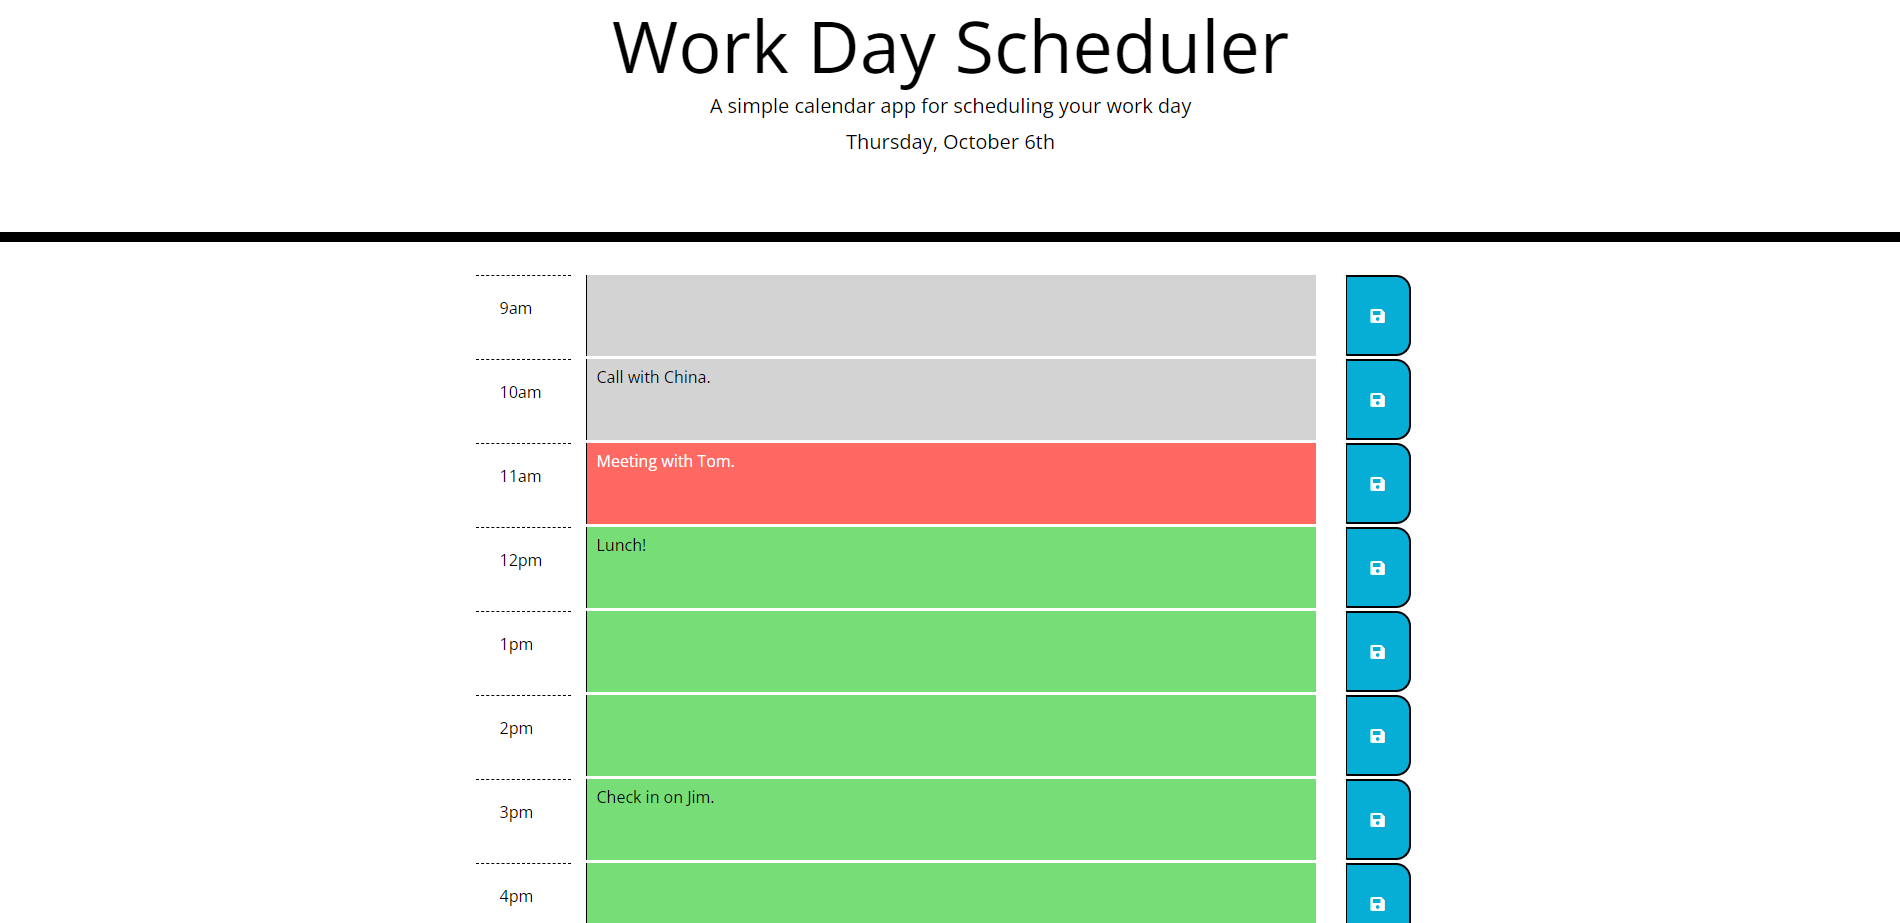 Work Day Scheduler
A simple calendar app for scheduling your work day
Thursday, October 6th
9am
10am
Call with China.
11am
Meeting with Tom.
12pm
Lunch!
1pm
2pm
3pm
Check in on Jim.
4pm